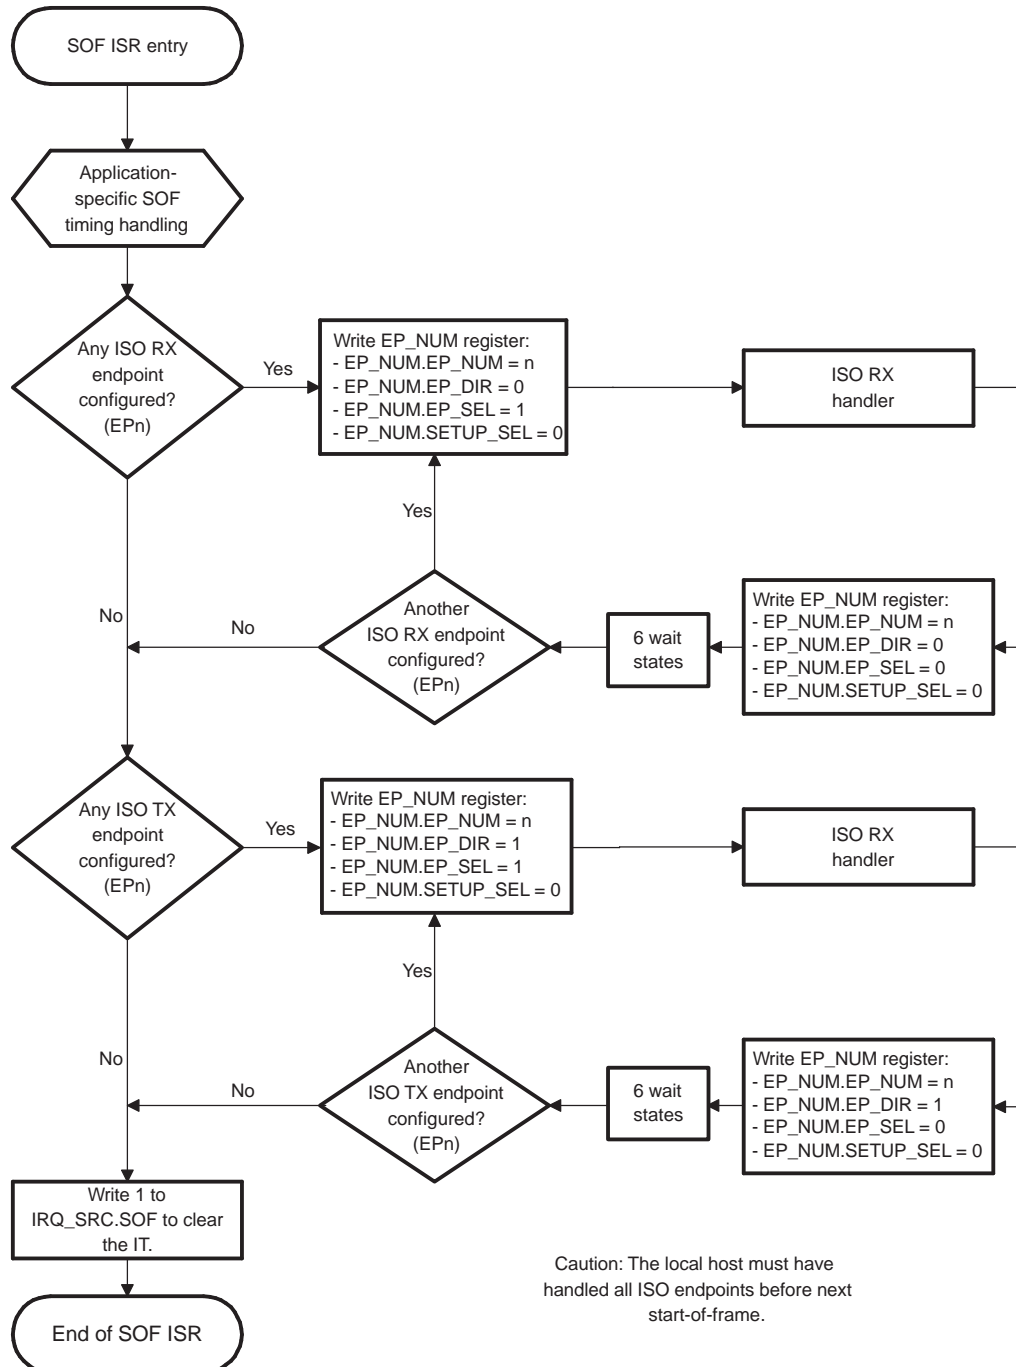 SOF ISR entry
Application-
specific SOF
timing handling
Any ISO RX
endpoint
configured?
(EPn)
Yes
Write EP_NUM register:
- EP_NUM.EP_NUM = n
- EP_NUM.EP_DIR = 0
- EP_NUM.EP_SEL = 1
- EP_NUM.SETUP_SEL = 0
ISO RX
handler
Yes
No
No
Another
ISO RX endpoint
configured?
(EPn)
6 wait
states
Write EP_NUM register:
- EP_NUM.EP_NUM = n
- EP_NUM.EP_DIR = 0
- EP_NUM.EP_SEL = 0
- EP_NUM.SETUP_SEL = 0
Any ISO TX
endpoint
configured?
(EPn)
Yes
Write EP_NUM register:
- EP_NUM.EP_NUM = n
- EP_NUM.EP_DIR = 1
- EP_NUM.EP_SEL = 1
- EP_NUM.SETUP_SEL = 0
ISO RX
handler
Yes
No
No
Another
ISO TX endpoint
configured?
(EPn)
6 wait
states
Write EP_NUM register:
- EP_NUM.EP_NUM = n
- EP_NUM.EP_DIR = 1
- EP_NUM.EP_SEL = 0
- EP_NUM.SETUP_SEL = 0
Write 1 to
IRQ_SRC.SOF to clear
the IT.
Caution: The local host must have
handled all ISO endpoints before next
start-of-frame.
End of SOF ISR